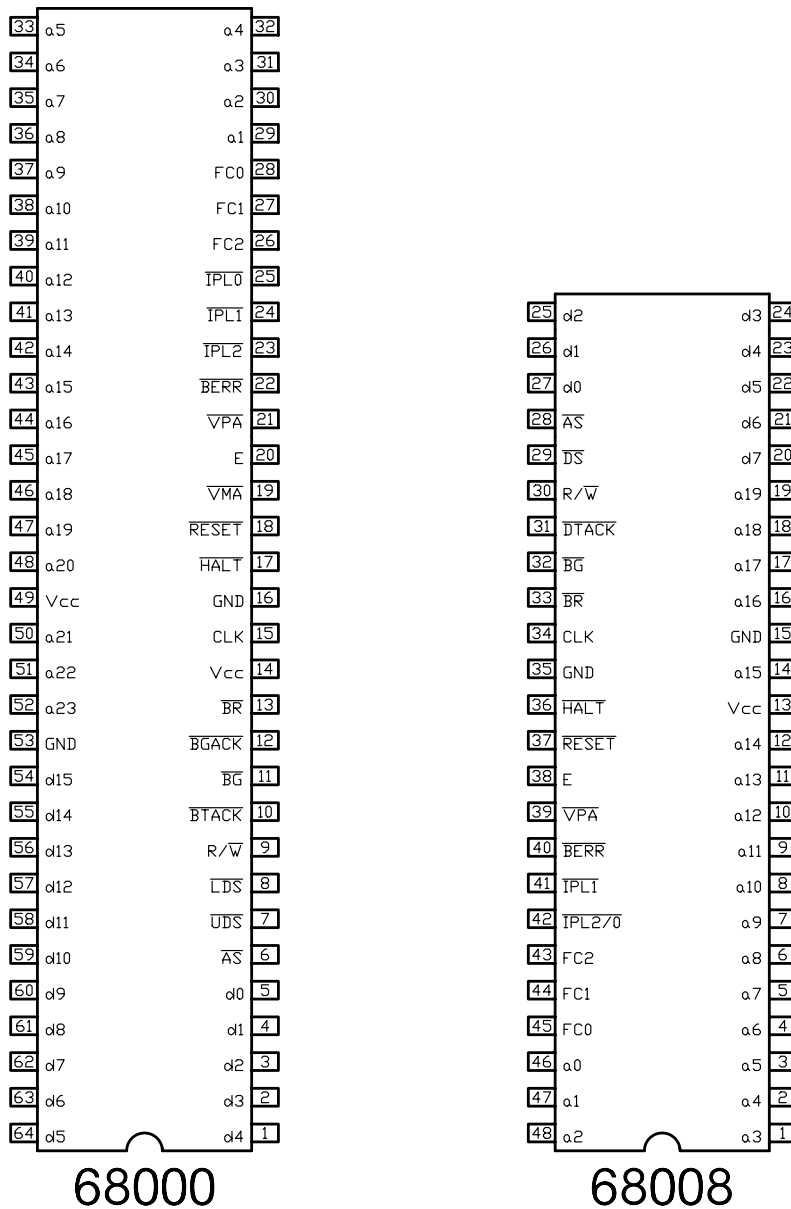 33 a5 a4 32
34 a6 a3 31
35 a7 a2 30
36 a8 a1 29
37 a9 FC0 28
38 a10 FC1 27
39 a11 FC2 26
40 a12 IPL0 25
41 a13 IPL1 24
42 a14 IPL2 23
43 a15 BERR 22
44 a16 VPA 21
45 a17 E 20
46 a18 VMA 19
47 a19 RESET 18
48 a20 HALT 17
49 Vcc GND 16
50 a21 CLK 15
51 a22 Vcc 14
52 a23 BR 13
53 GND BGACK 12
54 d15 BG 11
55 d14 BTACK 10
56 d13 R/W 9
57 d12 LDS 8
58 d11 UDS 7
59 d10 AS 6
60 d9 d0 5
61 d8 d1 4
62 d7 d2 3
63 d6 d3 2
64 d5 d4 1
68000
25 d2 d3 24
26 d1 d4 23
27 d0 d5 22
28 AS d6 21
29 DS d7 20
30 R/W a19 19
31 DTACK a18 18
32 BG a17 17
33 BR a16 16
34 CLK GND 15
35 GND a15 14
36 HALT Vcc 13
37 RESET a14 12
38 E a13 11
39 VPA a12 10
40 BERR a11 9
41 IPL1 a10 8
42 IPL2/0 a9 7
43 FC2 a8 6
44 FC1 a7 5
45 FC0 a6 4
46 a0 a5 3
47 a1 a4 2
48 a2 a3 1
68008